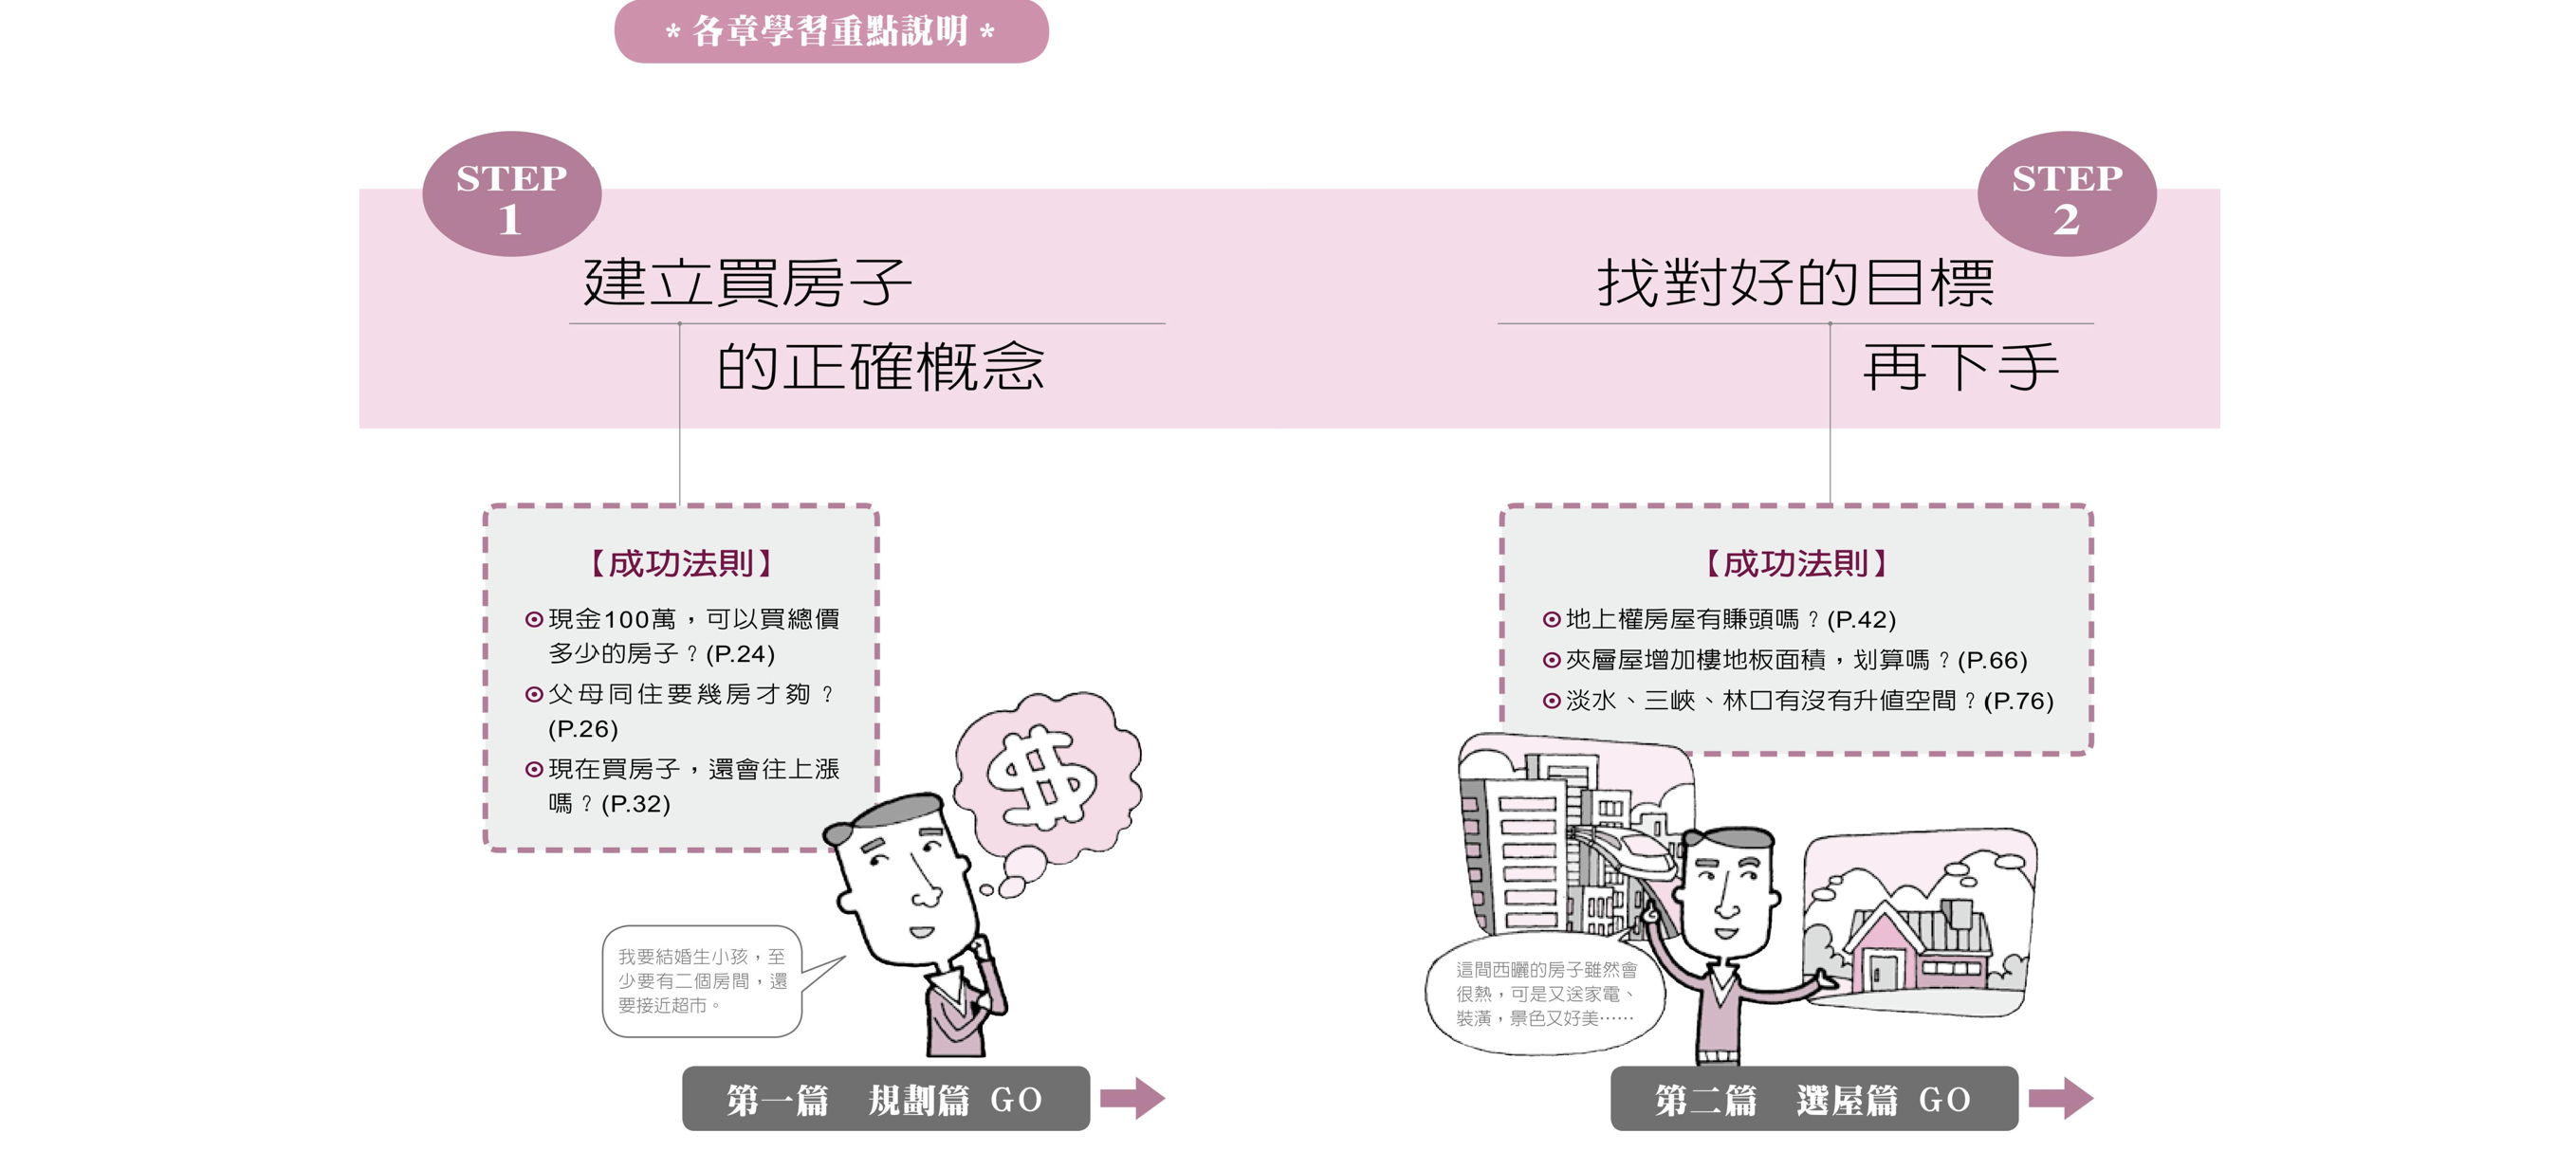 * 各章學習重點說明 *
STEP
1
建立買房子
的正確概念
【成功法則】
⊙現金100萬，可以買總價
多少的房子？(P.24)
⊙父母同住要幾房才夠？
(P.26)
⊙現在買房子，還會往上漲
嗎？(P.32)
我要結婚生小孩，至
少要有二個房間，還
要接近超市。
第一篇　規劃篇 GO
STEP
2
找對好的目標
再下手
【成功法則】
⊙地上權房屋有賺頭嗎？(P.42)
⊙夾層屋增加樓地板面積，划算嗎？(P.66)
⊙淡水、三峽、林口有沒有升值空間？(P.76)
這間西曬的房子雖然會
很熱，可是又送家電、
裝潢，景色又好美……
第二篇　選屋篇 GO